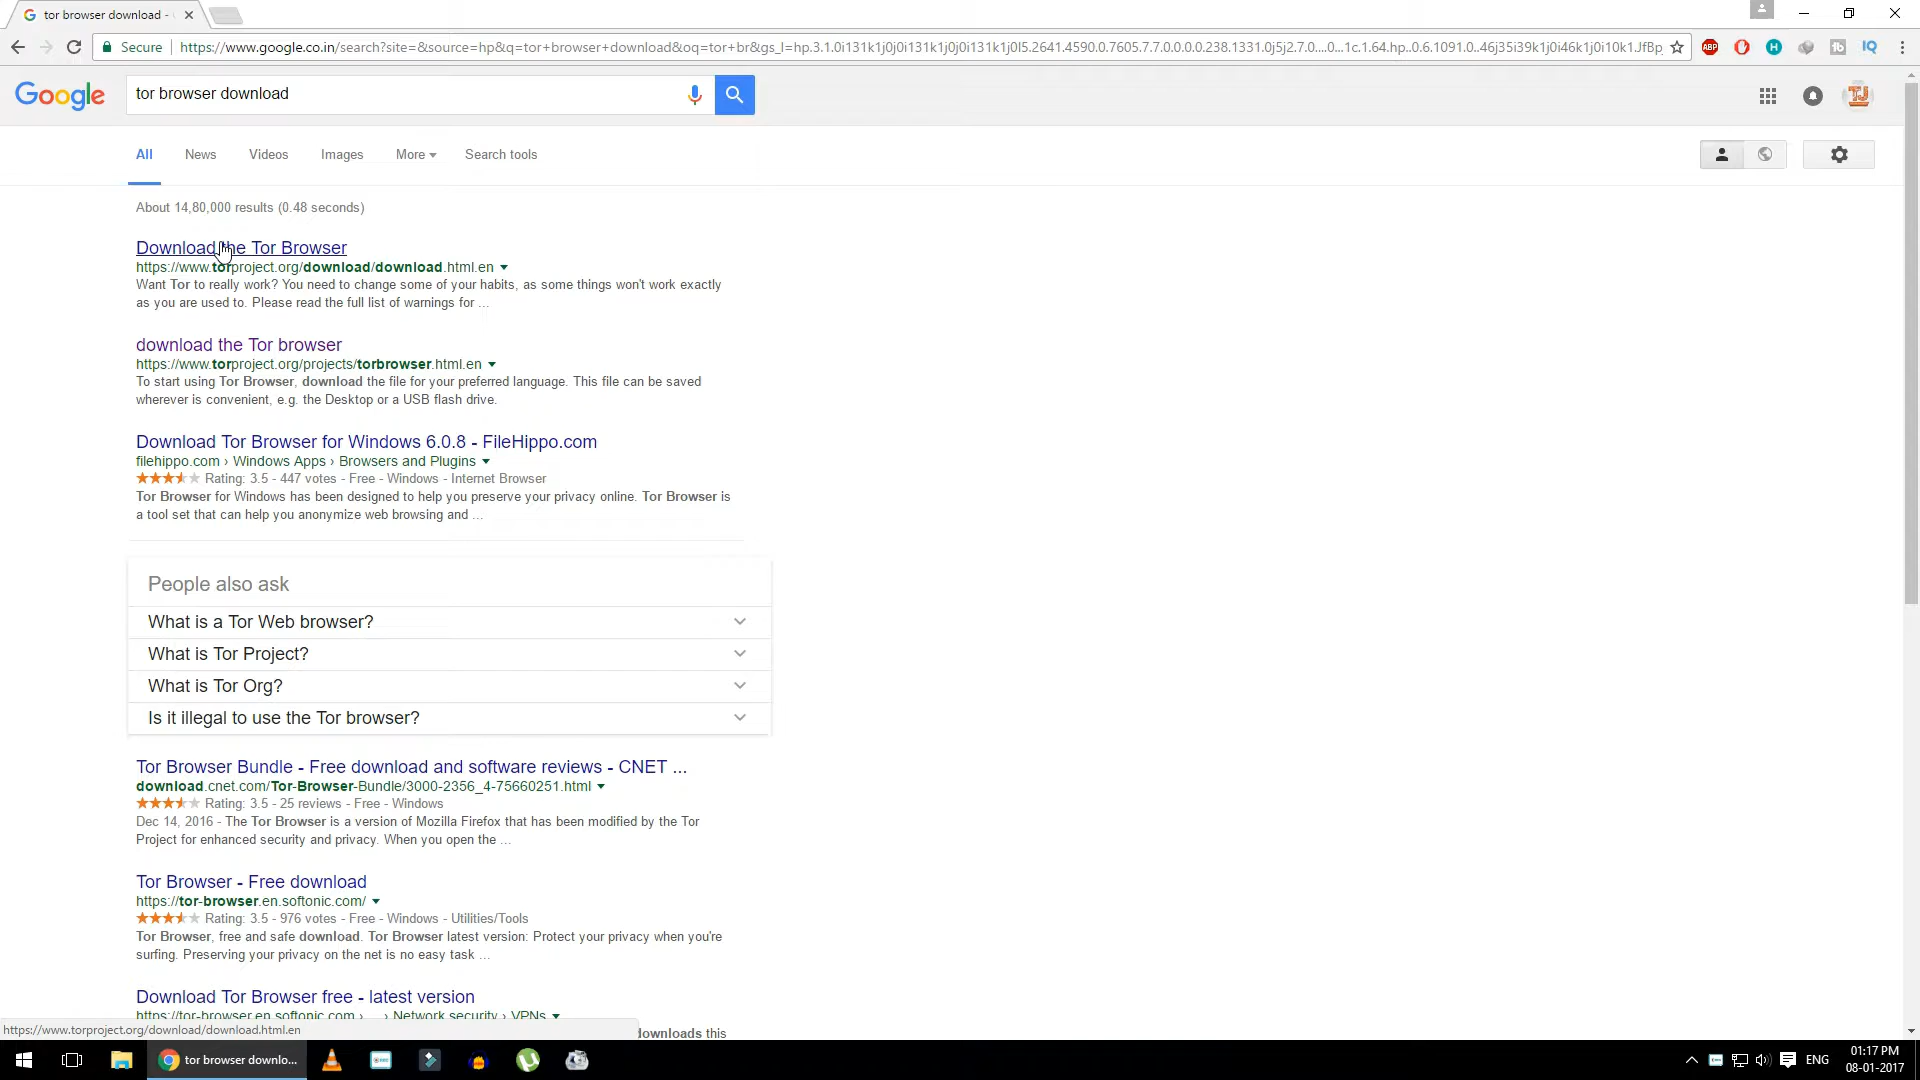 tor browser download -
Secure
https://www.google.co.in/search?site=&source=hp&q=tor+browser+download&oq=tor+br&gs_l=hp.3.1.0i131k1j0j0i131k1j0j0i131k1j0l5.2641.4590.0.7605.7.7.0.0.0.0.238.1331.0j5j2.7.0....0...1c.1.64.hp..0.6.1091.0..46j35i39k1j0i46k1j0i10k1.JfBp
ABP
H
IQ
Google
tor browser download
TJ
All
News
Videos
Images
More
Search tools
About 14,80,000 results (0.48 seconds)
Download the Tor Browser
https://www.torproject.org/download/download.html.en
Want Tor to really work? You need to change some of your habits, as some things won't work exactly
as you are used to. Please read the full list of warnings for ...
download the Tor browser
https://www.torproject.org/projects/torbrowser.html.en
To start using Tor Browser, download the file for your preferred language. This file can be saved
wherever is convenient, e.g. the Desktop or a USB flash drive.
Download Tor Browser for Windows 6.0.8 - FileHippo.com
filehippo.com › Windows Apps › Browsers and Plugins
Rating: 3.5 - 447 votes - Free - Windows - Internet Browser
Tor Browser for Windows has been designed to help you preserve your privacy online. Tor Browser is
a tool set that can help you anonymize web browsing and ...
People also ask
What is a Tor Web browser?
What is Tor Project?
What is Tor Org?
Is it illegal to use the Tor browser?
Tor Browser Bundle - Free download and software reviews - CNET ...
download.cnet.com/Tor-Browser-Bundle/3000-2356_4-75660251.html
Rating: 3.5 - 25 reviews - Free - Windows
Dec 14, 2016 - The Tor Browser is a version of Mozilla Firefox that has been modified by the Tor
Project for enhanced security and privacy. When you open the ...
Tor Browser - Free download
https://tor-browser.en.softonic.com/
Rating: 3.5 - 976 votes - Free - Windows - Utilities/Tools
Tor Browser, free and safe download. Tor Browser latest version: Protect your privacy when you're
surfing. Preserving your privacy on the net is no easy task ...
Download Tor Browser free - latest version
https://tor-browser.en.softonic.com › ... › Network security › VPNs
https://www.torproject.org/download/download.html.en
downloads this
tor browser downlo...
ENG
01:17 PM
08-01-2017